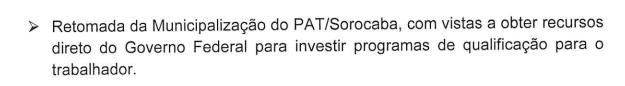 ➢ Retomada da Municipalização do PAT/Sorocaba, com vistas a obter recursos
direto do Governo Federal para investir programas de qualificação para o
trabalhador.